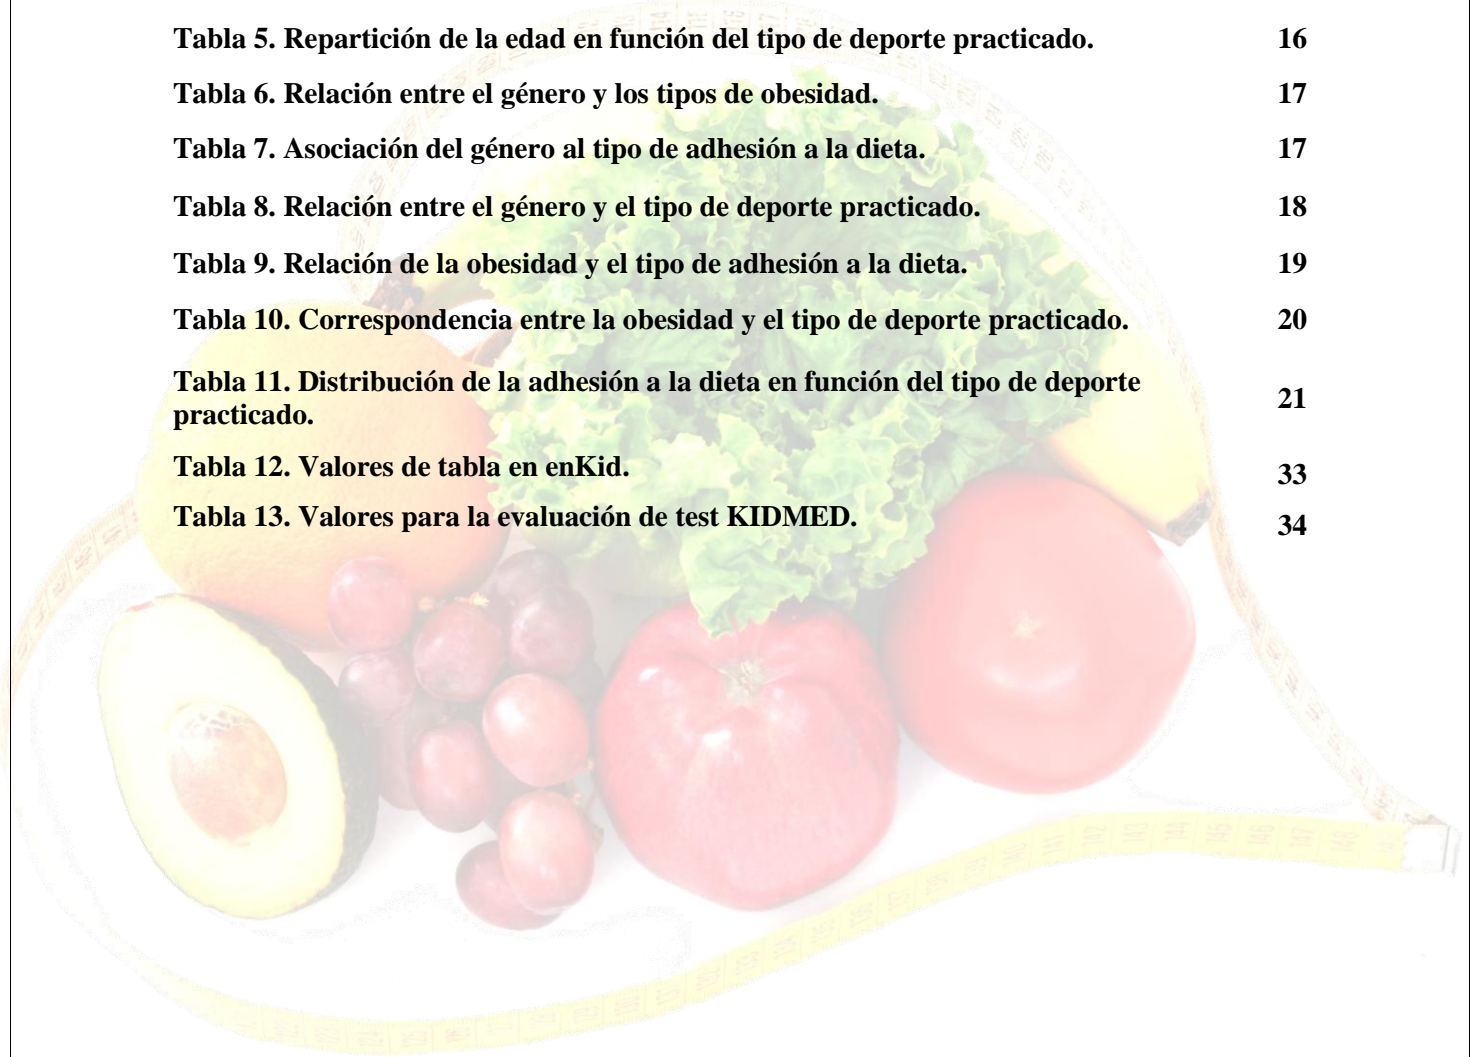 Tabla 5. Repartición de la edad en función del tipo de deporte practicado. 16
Tabla 6. Relación entre el género y los tipos de obesidad. 17
Tabla 7. Asociación del género al tipo de adhesión a la dieta. 17
Tabla 8. Relación entre el género y el tipo de deporte practicado. 18
Tabla 9. Relación de la obesidad y el tipo de adhesión a la dieta. 19
Tabla 10. Correspondencia entre la obesidad y el tipo de deporte practicado. 20
Tabla 11. Distribución de la adhesión a la dieta en función del tipo de deporte
practicado. 21
Tabla 12. Valores de tabla en enKid. 33
Tabla 13. Valores para la evaluación de test KIDMED. 34